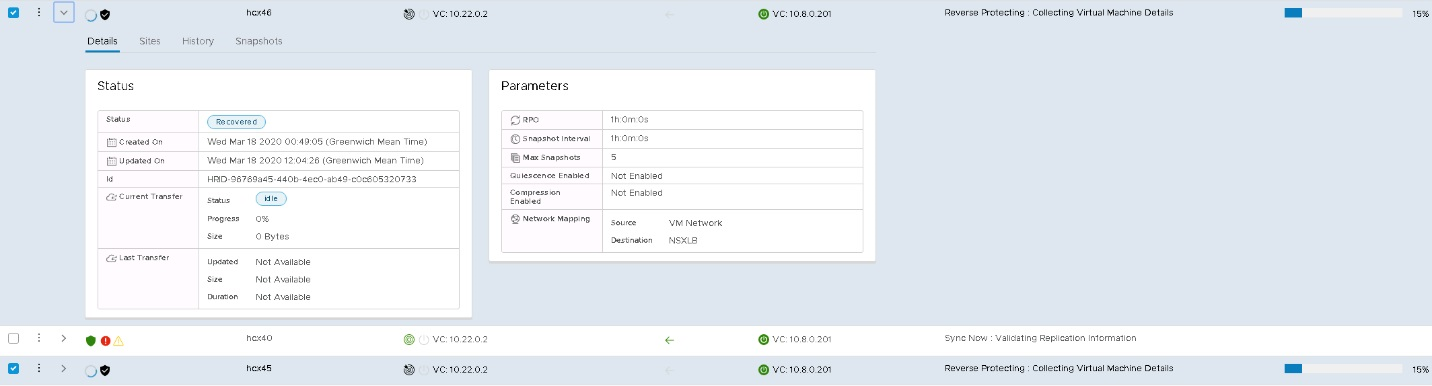 hcx46 VC: 10.22.0.2 ← VC: 10.8.0.201 Reverse Protecting : Collecting Virtual Machine Details 15%
Details Sites History Snapshots
Status
Status Recovered
Created On Wed Mar 18 2020 00:49:05 (Greenwich Mean Time)
Updated On Wed Mar 18 2020 12:04:26 (Greenwich Mean Time)
Id HRID-96769a45-440b-4ec0-ab49-c0c605320733
Current Transfer Status idle
Progress 0%
Size 0 Bytes
Last Transfer Updated Not Available
Size Not Available
Duration Not Available
Parameters
RPO 1h:0m:0s
Snapshot Interval 1h:0m:0s
Max Snapshots 5
Quiescence Enabled Not Enabled
Compression Not Enabled
Enabled
Network Mapping Source VM Network
Destination NSXLB
hcx40 VC: 10.22.0.2 ← VC: 10.8.0.201 Sync Now : Validating Replication Information
hcx45 VC: 10.22.0.2 ← VC: 10.8.0.201 Reverse Protecting : Collecting Virtual Machine Details 15%